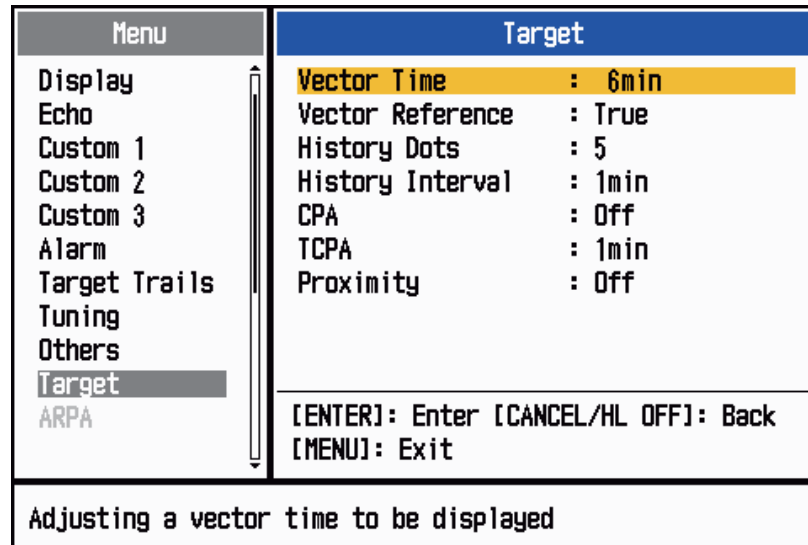 Menu
Display
Echo
Custom 1
Custom 2
Custom 3
Alarm
Target Trails
Tuning
Others
Target
ARPA
Target
Vector Time : 6min
Vector Reference : True
History Dots : 5
History Interval : 1min
CPA : Off
TCPA : 1min
Proximity : Off
[ENTER]: Enter [CANCEL/HL OFF]: Back
[MENU]: Exit
Adjusting a vector time to be displayed